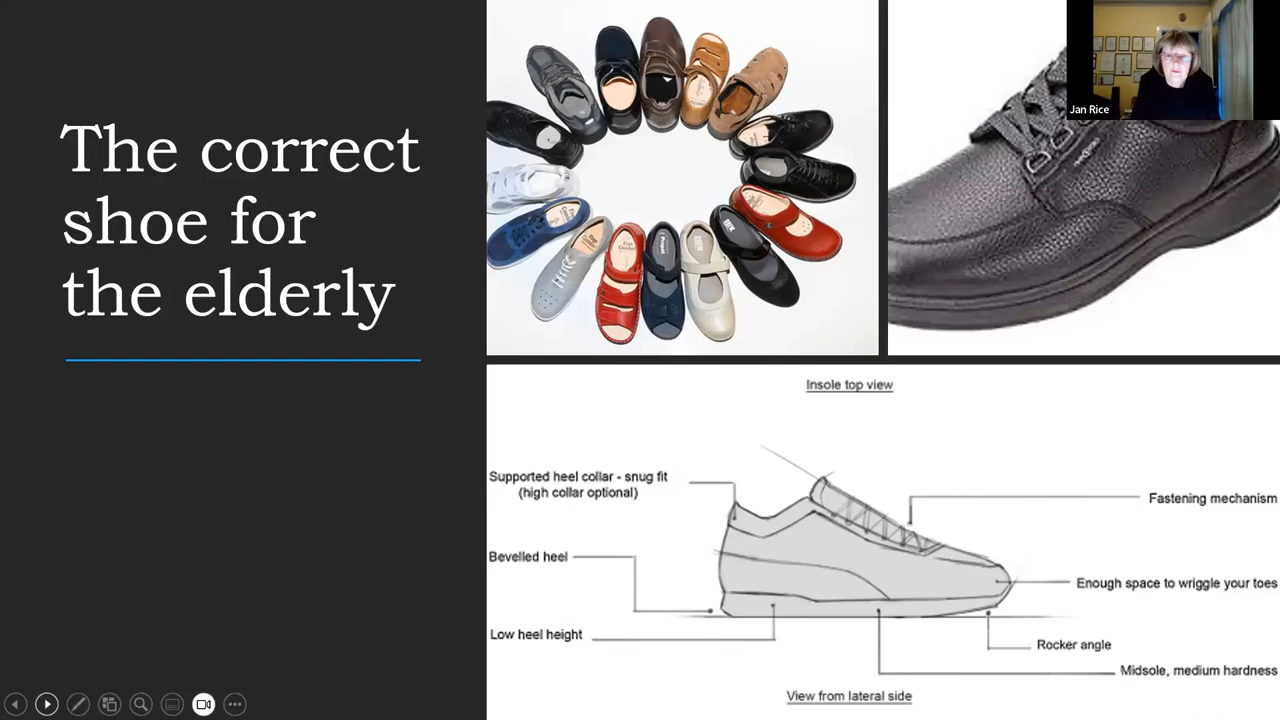 The correct
shoe for
the elderly
Jan Rice
Insole top view
Supported heel collar - snug fit
(high collar optional)
Fastening mechanism
Bevelled heel
Enough space to wriggle your toes
Low heel height
Rocker angle
Midsole, medium hardness
View from lateral side